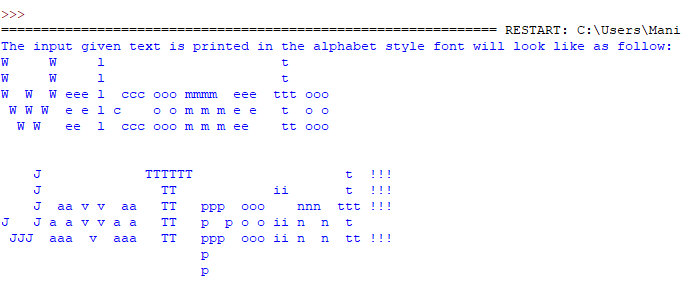 >>>
============================================================== RESTART: C:\Users\Mani
The input given text is printed in the alphabet style font will look like as follow:
W     W     l                      t
W     W     l                      t
W  W  W eee l  ccc ooo mmmm  eee  ttt ooo
 W W W  e e l c    o o m m m e e   t  o o
  W W   ee  l  ccc ooo m m m ee    tt ooo
    J             TTTTTT                   t  !!!
    J               TT            ii       t  !!!
    J  aa v v  aa   TT   ppp  ooo    nnn  ttt !!!
J   J a a v v a a   TT   p  p o o ii n  n  t
 JJJ  aaa  v  aaa   TT   ppp  ooo ii n  n  tt !!!
                         p
                         p